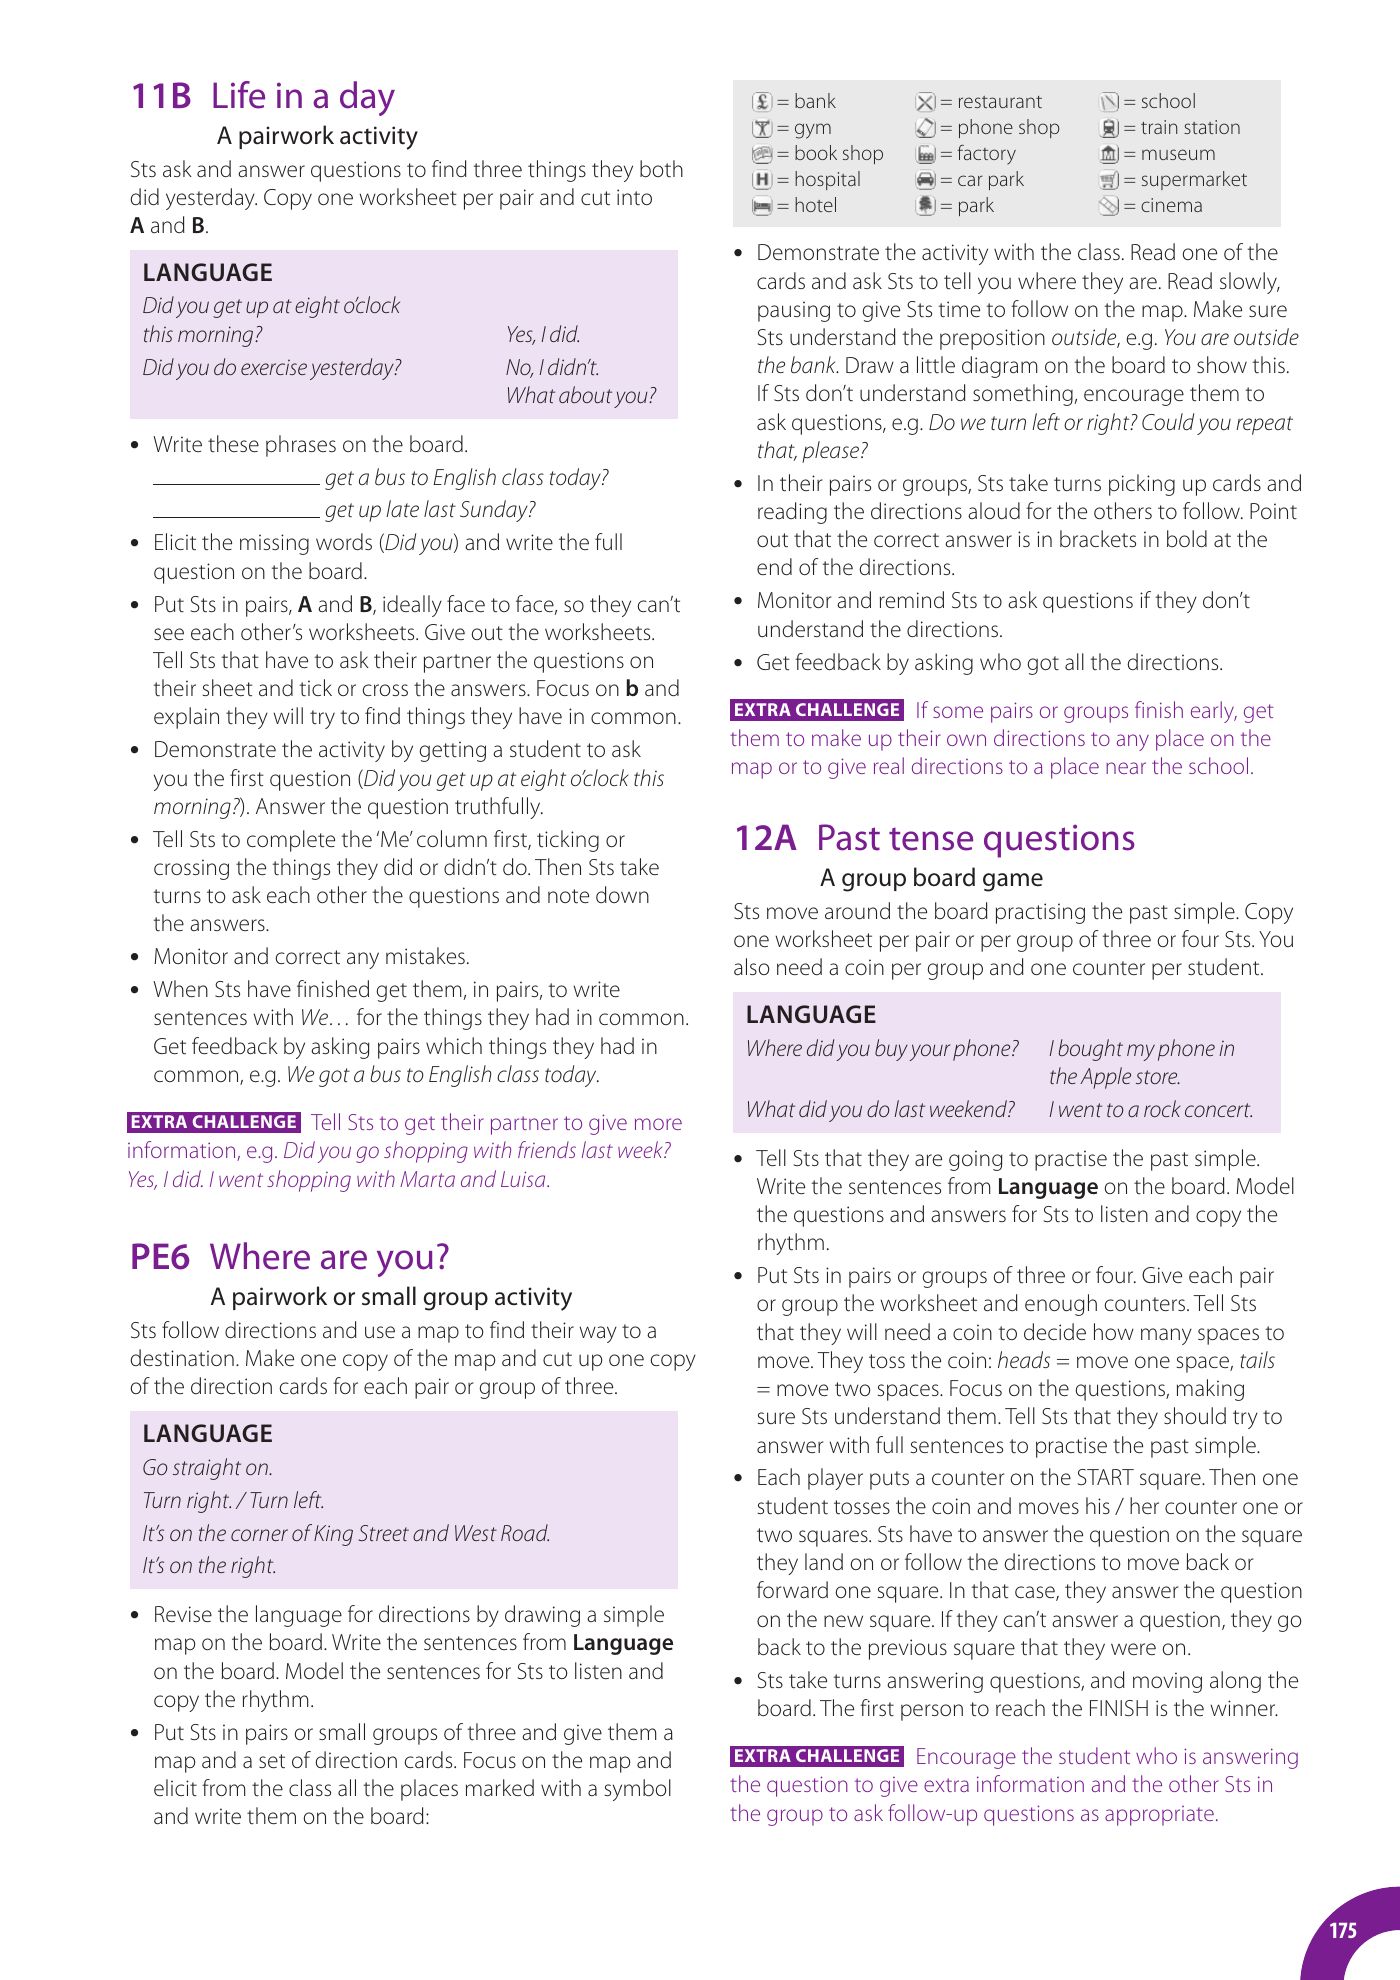 11B Life in a day
A pairwork activity
Sts ask and answer questions to find three things they both
did yesterday. Copy one worksheet per pair and cut into
A and B.
LANGUAGE
Did you get up at eight o'clock
this morning? Yes, I did.
Did you do exercise yesterday? No, I didn't.
What about you?
• Write these phrases on the board.
________________ get a bus to English class today?
________________ get up late last Sunday?
• Elicit the missing words (Did you) and write the full
question on the board.
• Put Sts in pairs, A and B, ideally face to face, so they can't
see each other's worksheets. Give out the worksheets.
Tell Sts that have to ask their partner the questions on
their sheet and tick or cross the answers. Focus on b and
explain they will try to find things they have in common.
• Demonstrate the activity by getting a student to ask
you the first question (Did you get up at eight o'clock this
morning?). Answer the question truthfully.
• Tell Sts to complete the 'Me' column first, ticking or
crossing the things they did or didn't do. Then Sts take
turns to ask each other the questions and note down
the answers.
• Monitor and correct any mistakes.
• When Sts have finished get them, in pairs, to write
sentences with We… for the things they had in common.
Get feedback by asking pairs which things they had in
common, e.g. We got a bus to English class today.
EXTRA CHALLENGE Tell Sts to get their partner to give more
information, e.g. Did you go shopping with friends last week?
Yes, I did. I went shopping with Marta and Luisa.
PE6 Where are you?
A pairwork or small group activity
Sts follow directions and use a map to find their way to a
destination. Make one copy of the map and cut up one copy
of the direction cards for each pair or group of three.
LANGUAGE
Go straight on.
Turn right. / Turn left.
It's on the corner of King Street and West Road.
It's on the right.
• Revise the language for directions by drawing a simple
map on the board. Write the sentences from Language
on the board. Model the sentences for Sts to listen and
copy the rhythm.
• Put Sts in pairs or small groups of three and give them a
map and a set of direction cards. Focus on the map and
elicit from the class all the places marked with a symbol
and write them on the board:
£ = bank = restaurant = school
= gym = phone shop = train station
= book shop = factory = museum
H = hospital = car park = supermarket
= hotel = park = cinema
• Demonstrate the activity with the class. Read one of the
cards and ask Sts to tell you where they are. Read slowly,
pausing to give Sts time to follow on the map. Make sure
Sts understand the preposition outside, e.g. You are outside
the bank. Draw a little diagram on the board to show this.
If Sts don't understand something, encourage them to
ask questions, e.g. Do we turn left or right? Could you repeat
that, please?
• In their pairs or groups, Sts take turns picking up cards and
reading the directions aloud for the others to follow. Point
out that the correct answer is in brackets in bold at the
end of the directions.
• Monitor and remind Sts to ask questions if they don't
understand the directions.
• Get feedback by asking who got all the directions.
EXTRA CHALLENGE If some pairs or groups finish early, get
them to make up their own directions to any place on the
map or to give real directions to a place near the school.
12A Past tense questions
A group board game
Sts move around the board practising the past simple. Copy
one worksheet per pair or per group of three or four Sts. You
also need a coin per group and one counter per student.
LANGUAGE
Where did you buy your phone? I bought my phone in
the Apple store.
What did you do last weekend? I went to a rock concert.
• Tell Sts that they are going to practise the past simple.
Write the sentences from Language on the board. Model
the questions and answers for Sts to listen and copy the
rhythm.
• Put Sts in pairs or groups of three or four. Give each pair
or group the worksheet and enough counters. Tell Sts
that they will need a coin to decide how many spaces to
move. They toss the coin: heads = move one space, tails
= move two spaces. Focus on the questions, making
sure Sts understand them. Tell Sts that they should try to
answer with full sentences to practise the past simple.
• Each player puts a counter on the START square. Then one
student tosses the coin and moves his / her counter one or
two squares. Sts have to answer the question on the square
they land on or follow the directions to move back or
forward one square. In that case, they answer the question
on the new square. If they can't answer a question, they go
back to the previous square that they were on.
• Sts take turns answering questions, and moving along the
board. The first person to reach the FINISH is the winner.
EXTRA CHALLENGE Encourage the student who is answering
the question to give extra information and the other Sts in
the group to ask follow-up questions as appropriate.
175